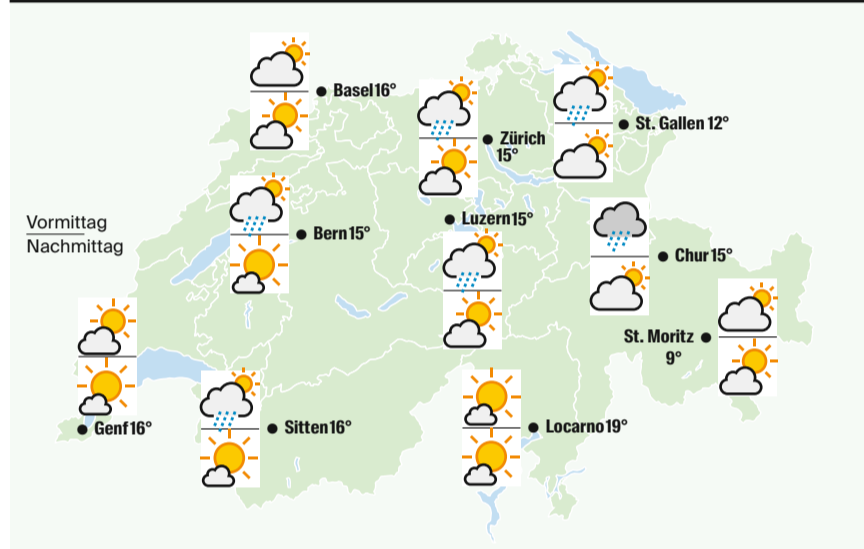 Basel 16°
St. Gallen 12°
Zürich
15°
Vormittag
Nachmittag
Luzern 15°
Bern 15°
Chur 15°
St. Moritz
9°
Genf 16°
Sitten 16°
Locarno 19°